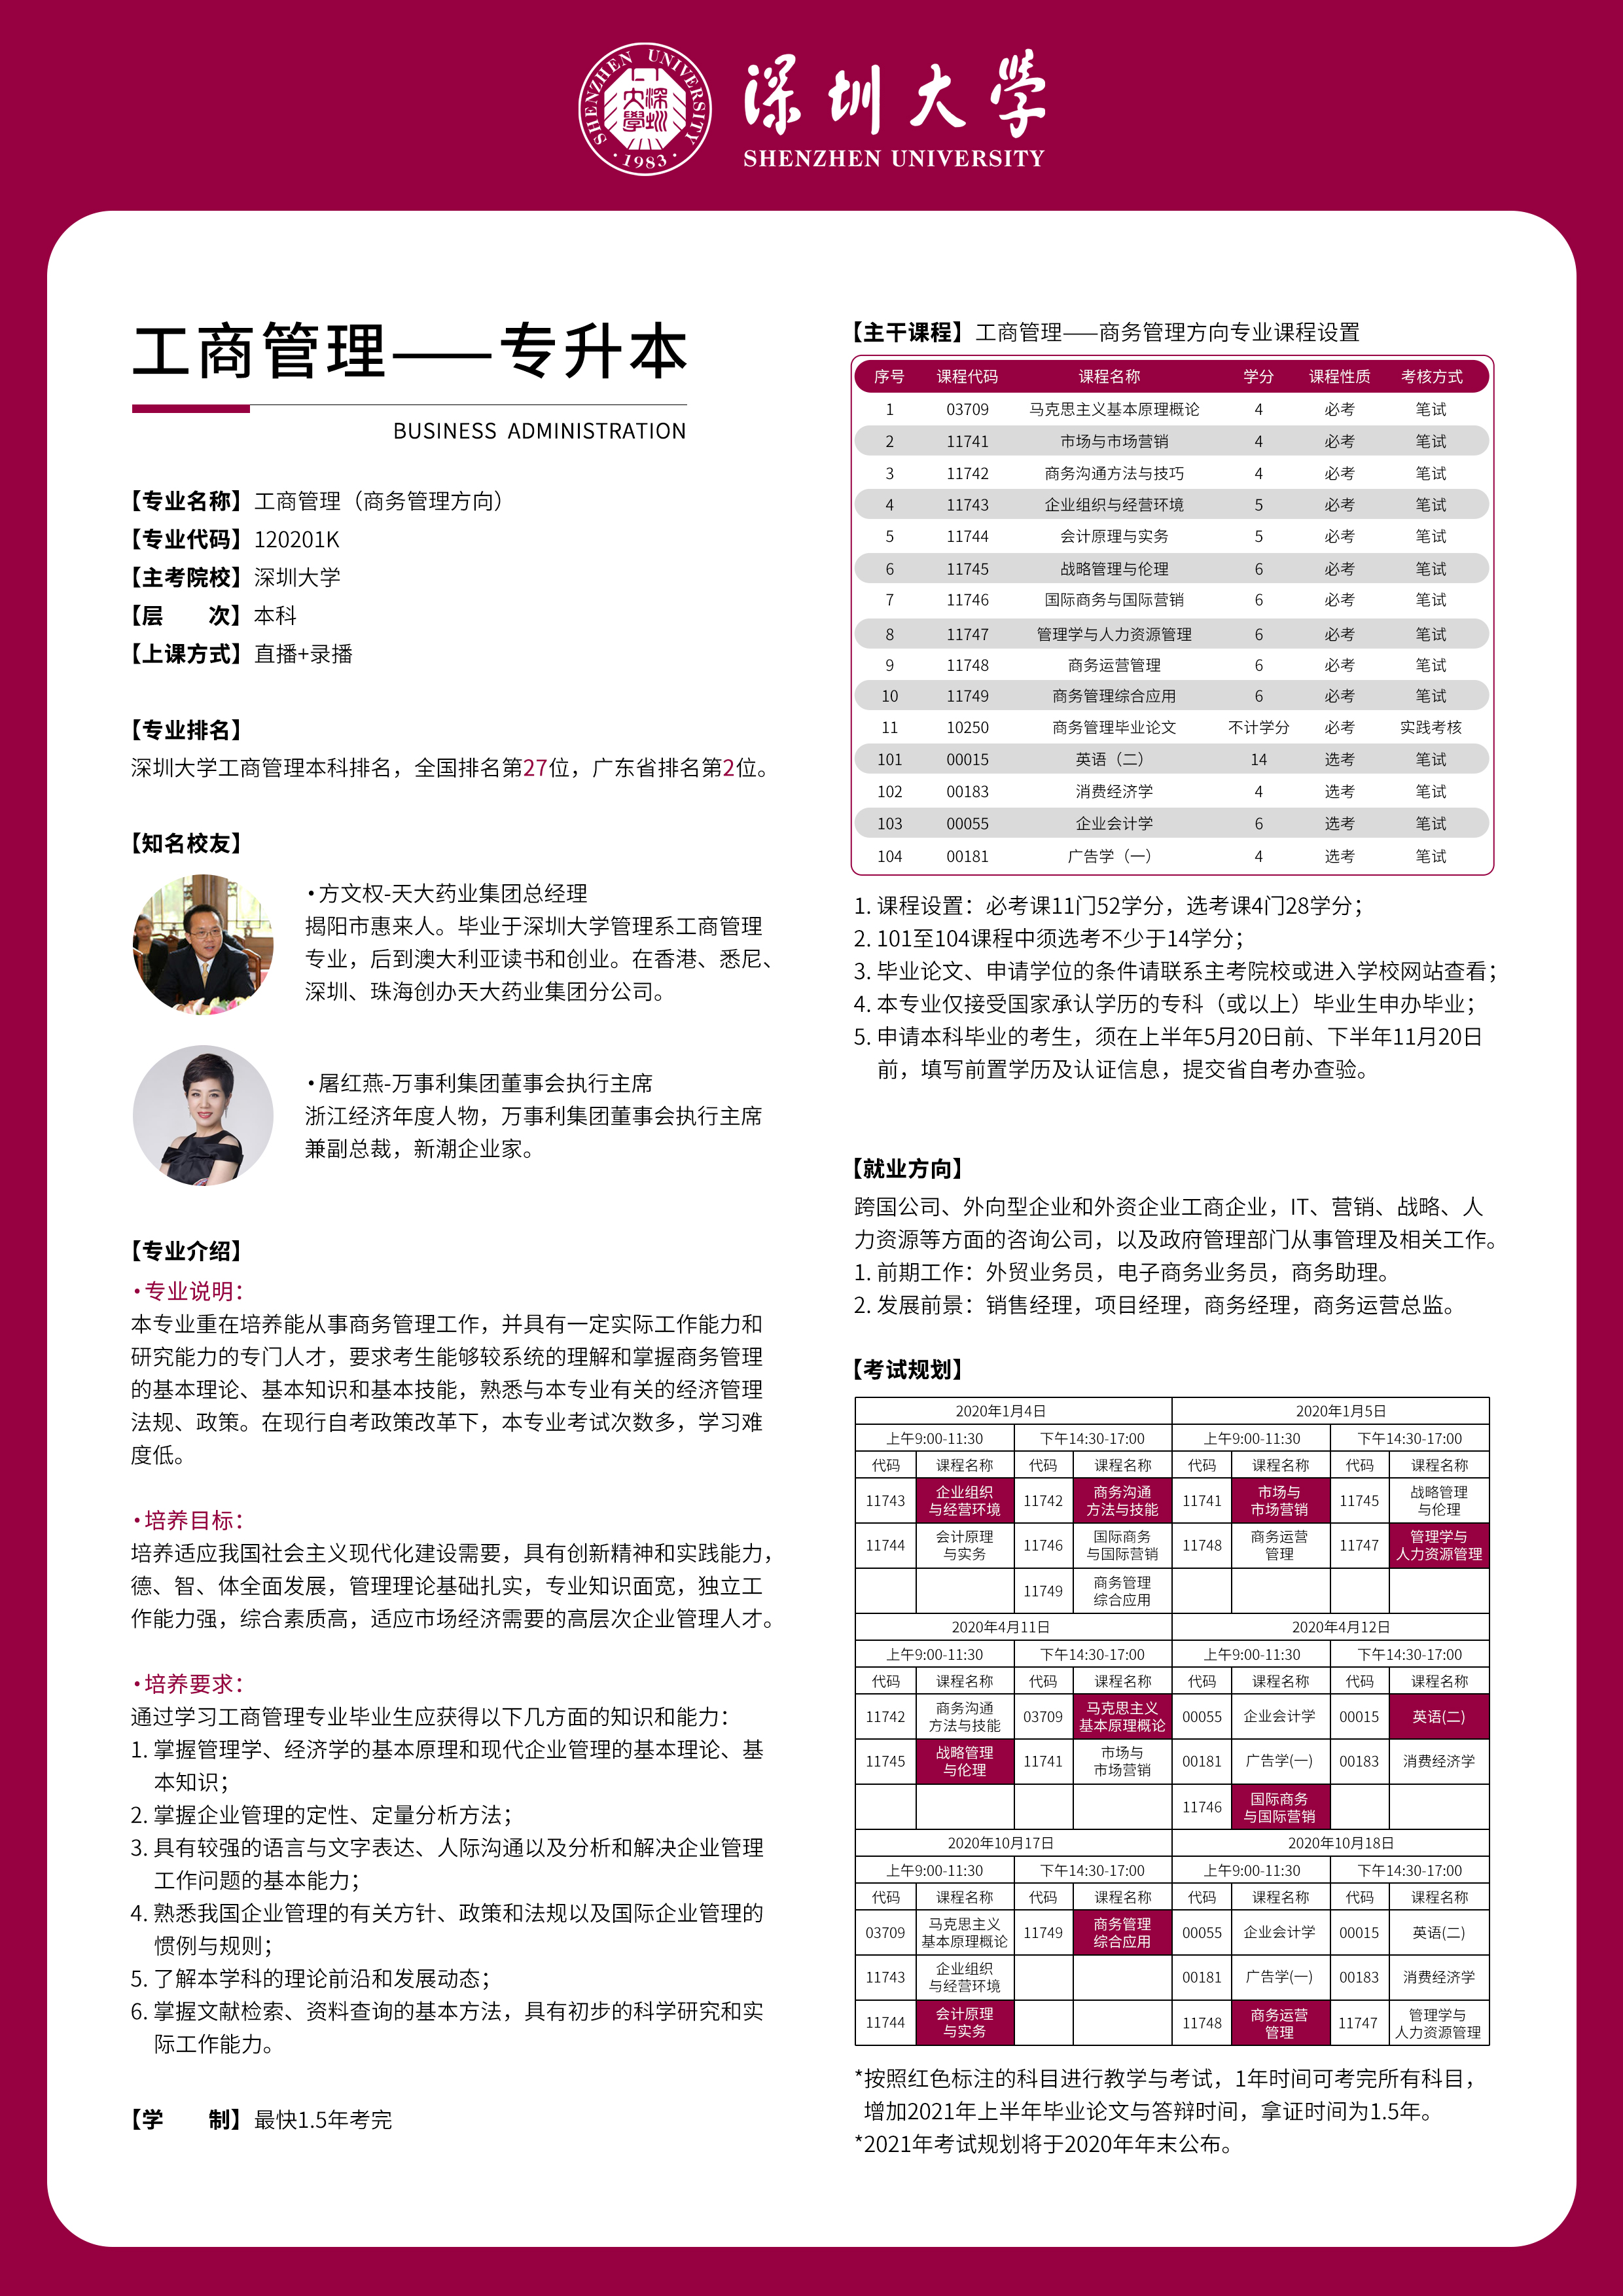 SHENZHEN UNIVERSITY
深圳
大學
·1983·
深圳大学
SHENZHEN UNIVERSITY
工商管理——专升本
BUSINESS ADMINISTRATION
【专业名称】工商管理（商务管理方向）
【专业代码】120201K
【主考院校】深圳大学
【层 次】本科
【上课方式】直播+录播
【专业排名】
深圳大学工商管理本科排名，全国排名第27位，广东省排名第2位。
【知名校友】
•方文权-天大药业集团总经理
揭阳市惠来人。毕业于深圳大学管理系工商管理
专业，后到澳大利亚读书和创业。在香港、悉尼、
深圳、珠海创办天大药业集团分公司。
•屠红燕-万事利集团董事会执行主席
浙江经济年度人物，万事利集团董事会执行主席
兼副总裁，新潮企业家。
【专业介绍】
•专业说明：
本专业重在培养能从事商务管理工作，并具有一定实际工作能力和
研究能力的专门人才，要求考生能够较系统的理解和掌握商务管理
的基本理论、基本知识和基本技能，熟悉与本专业有关的经济管理
法规、政策。在现行自考政策改革下，本专业考试次数多，学习难
度低。
•培养目标：
培养适应我国社会主义现代化建设需要，具有创新精神和实践能力，
德、智、体全面发展，管理理论基础扎实，专业知识面宽，独立工
作能力强，综合素质高，适应市场经济需要的高层次企业管理人才。
•培养要求：
通过学习工商管理专业毕业生应获得以下几方面的知识和能力：
1. 掌握管理学、经济学的基本原理和现代企业管理的基本理论、基
本知识；
2. 掌握企业管理的定性、定量分析方法；
3. 具有较强的语言与文字表达、人际沟通以及分析和解决企业管理
工作问题的基本能力；
4. 熟悉我国企业管理的有关方针、政策和法规以及国际企业管理的
惯例与规则；
5. 了解本学科的理论前沿和发展动态；
6. 掌握文献检索、资料查询的基本方法，具有初步的科学研究和实
际工作能力。
【学 制】最快1.5年考完
【主干课程】工商管理——商务管理方向专业课程设置
序号 课程代码 课程名称 学分 课程性质 考核方式
1 03709 马克思主义基本原理概论 4 必考 笔试
2 11741 市场与市场营销 4 必考 笔试
3 11742 商务沟通方法与技巧 4 必考 笔试
4 11743 企业组织与经营环境 5 必考 笔试
5 11744 会计原理与实务 5 必考 笔试
6 11745 战略管理与伦理 6 必考 笔试
7 11746 国际商务与国际营销 6 必考 笔试
8 11747 管理学与人力资源管理 6 必考 笔试
9 11748 商务运营管理 6 必考 笔试
10 11749 商务管理综合应用 6 必考 笔试
11 10250 商务管理毕业论文 不计学分 必考 实践考核
101 00015 英语（二） 14 选考 笔试
102 00183 消费经济学 4 选考 笔试
103 00055 企业会计学 6 选考 笔试
104 00181 广告学（一） 4 选考 笔试
1. 课程设置：必考课11门52学分，选考课4门28学分；
2. 101至104课程中须选考不少于14学分；
3. 毕业论文、申请学位的条件请联系主考院校或进入学校网站查看；
4. 本专业仅接受国家承认学历的专科（或以上）毕业生申办毕业；
5. 申请本科毕业的考生，须在上半年5月20日前、下半年11月20日
前，填写前置学历及认证信息，提交省自考办查验。
【就业方向】
跨国公司、外向型企业和外资企业工商企业，IT、营销、战略、人
力资源等方面的咨询公司，以及政府管理部门从事管理及相关工作。
1. 前期工作：外贸业务员，电子商务业务员，商务助理。
2. 发展前景：销售经理，项目经理，商务经理，商务运营总监。
【考试规划】
2020年1月4日 2020年1月5日
上午9:00-11:30 下午14:30-17:00 上午9:00-11:30 下午14:30-17:00
代码 课程名称 代码 课程名称 代码 课程名称 代码 课程名称
11743 企业组织与经营环境 11742 商务沟通方法与技能 11741 市场与市场营销 11745 战略管理与伦理
11744 会计原理与实务 11746 国际商务与国际营销 11748 商务运营管理 11747 管理学与人力资源管理
11749 商务管理综合应用
2020年4月11日 2020年4月12日
上午9:00-11:30 下午14:30-17:00 上午9:00-11:30 下午14:30-17:00
代码 课程名称 代码 课程名称 代码 课程名称 代码 课程名称
11742 商务沟通方法与技能 03709 马克思主义基本原理概论 00055 企业会计学 00015 英语(二)
11745 战略管理与伦理 11741 市场与市场营销 00181 广告学(一) 00183 消费经济学
11746 国际商务与国际营销
2020年10月17日 2020年10月18日
上午9:00-11:30 下午14:30-17:00 上午9:00-11:30 下午14:30-17:00
代码 课程名称 代码 课程名称 代码 课程名称 代码 课程名称
03709 马克思主义基本原理概论 11749 商务管理综合应用 00055 企业会计学 00015 英语(二)
11743 企业组织与经营环境 00181 广告学(一) 00183 消费经济学
11744 会计原理与实务 11748 商务运营管理 11747 管理学与人力资源管理
*按照红色标注的科目进行教学与考试，1年时间可考完所有科目，
增加2021年上半年毕业论文与答辩时间，拿证时间为1.5年。
*2021年考试规划将于2020年年末公布。